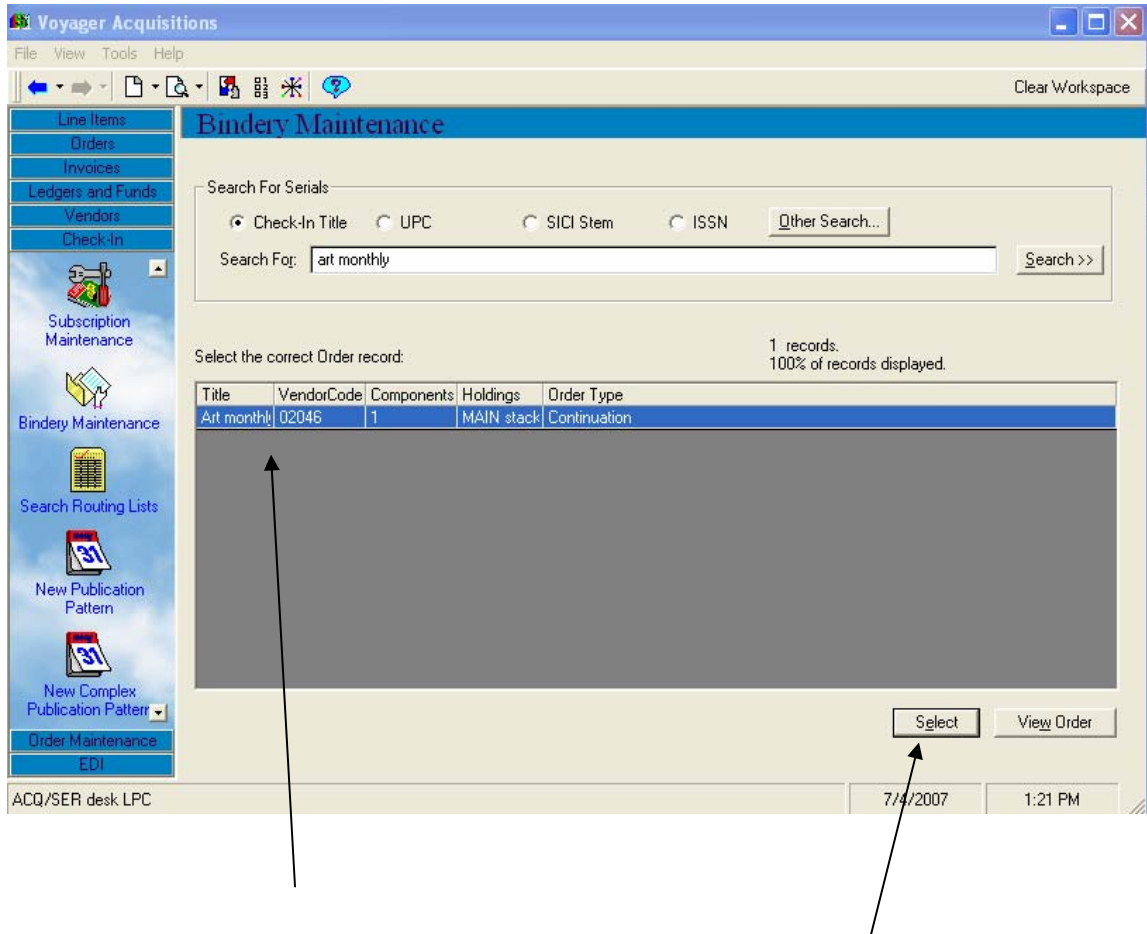 Voyager Acquisitions
File View Tools Help
Clear Workspace
Line Items
Orders
Invoices
Ledgers and Funds
Vendors
Check-In
Subscription
Maintenance
Bindery Maintenance
Search Routing Lists
31
New Publication
Pattern
31
New Complex
Publication Pattern
Order Maintenance
EDI
Bindery Maintenance
Search For Serials
Check-In Title UPC SICI Stem ISSN Other Search...
Search For: art monthly Search >>
Select the correct Order record:
1 records.
100% of records displayed.
Title VendorCode Components Holdings Order Type
Art monthly 02046 1 MAIN stack Continuation
Select View Order
ACQ/SER desk LPC 7/4/2007 1:21 PM